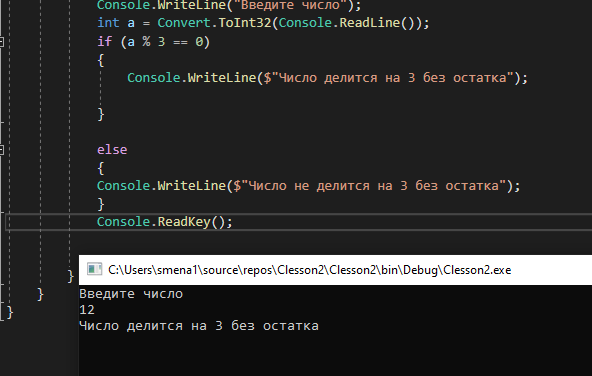 Console.WriteLine("Введите число");
int a = Convert.ToInt32(Console.ReadLine());
if (a % 3 == 0)
{
Console.WriteLine($"Число делится на 3 без остатка");
}
else
{
Console.WriteLine($"Число не делится на 3 без остатка");
}
Console.ReadKey();
}
}
}
C:\Users\smena1\source\repos\Clesson2\Clesson2\bin\Debug\Clesson2.exe
Введите число
12
Число делится на 3 без остатка